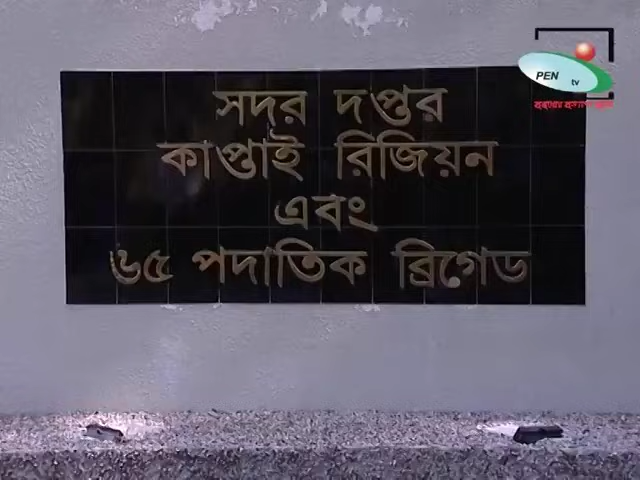 সদর দপ্তর
কাপ্তাই রিজিয়ন
এবং
৬৫ পদাতিক ব্রিগেড
PEN tv